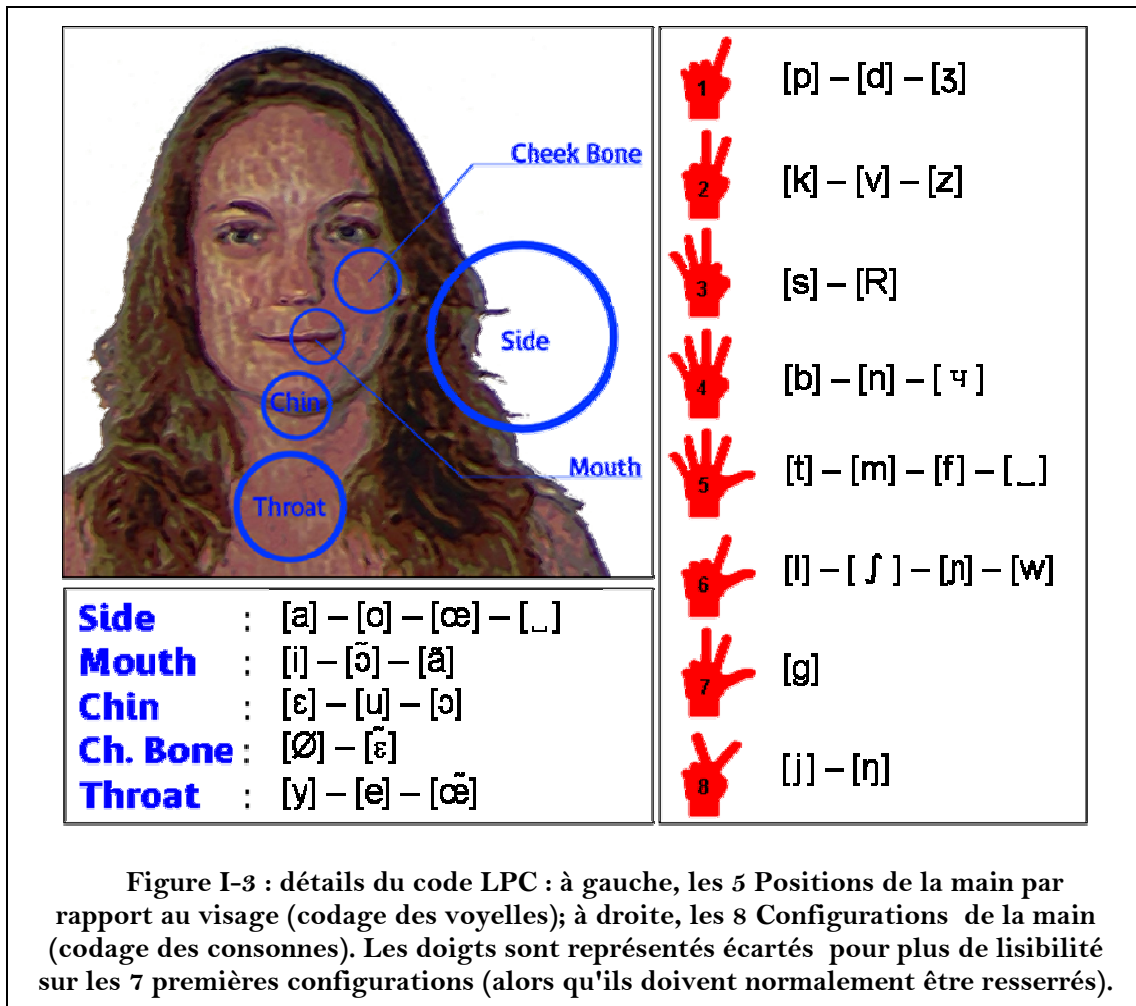 Cheek Bone
Side
Chin
Mouth
Throat
Side : [a] – [o] – [œ] – [_]
Mouth : [i] – [ɔ̃] – [ã]
Chin : [ɛ] – [u] – [ɔ]
Ch. Bone : [Ø] – [ɛ̃]
Throat : [y] – [e] – [œ̃]
1 [p] – [d] – [ʒ]
2 [k] – [v] – [z]
3 [s] – [R]
4 [b] – [n] – [ɥ]
5 [t] – [m] – [f] – [_]
6 [l] – [ʃ] – [ɲ] – [w]
7 [g]
8 [j] – [ŋ]
Figure I-3 : détails du code LPC : à gauche, les 5 Positions de la main par
rapport au visage (codage des voyelles); à droite, les 8 Configurations de la main
(codage des consonnes). Les doigts sont représentés écartés pour plus de lisibilité
sur les 7 premières configurations (alors qu'ils doivent normalement être resserrés).